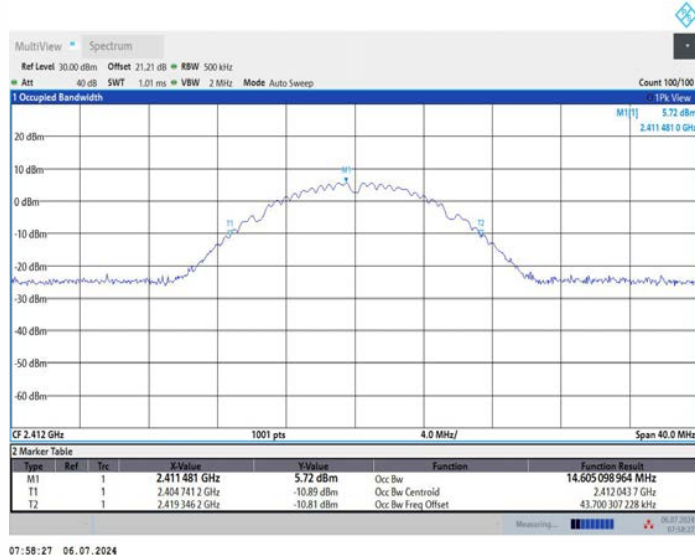 MultiView Spectrum
Ref Level 30.00 dBm Offset 21.21 dB RBW 500 kHz
Att 40 dB SWT 1.01 ms VBW 2 MHz Mode Auto Sweep Count 100/100
1 Occupied Bandwidth 1Pk View
M1[1] 5.72 dBm
2.411 481 0 GHz
20 dBm
10 dBm
M1
0 dBm
T1 T2
-10 dBm
-20 dBm
-30 dBm
-40 dBm
-50 dBm
-60 dBm
CF 2.412 GHz 1001 pts 4.0 MHz/ Span 40.0 MHz
2 Marker Table
Type Ref Trc X-Value Y-Value Function Function Result
M1 1 2.411 481 GHz 5.72 dBm Occ Bw 14.605 098 964 MHz
T1 1 2.404 741 2 GHz -10.89 dBm Occ Bw Centroid 2.412 043 7 GHz
T2 1 2.419 346 2 GHz -10.81 dBm Occ Bw Freq Offset 43.700 307 228 kHz
Measuring... 06.07.2024
07:58:27
07:58:27 06.07.2024